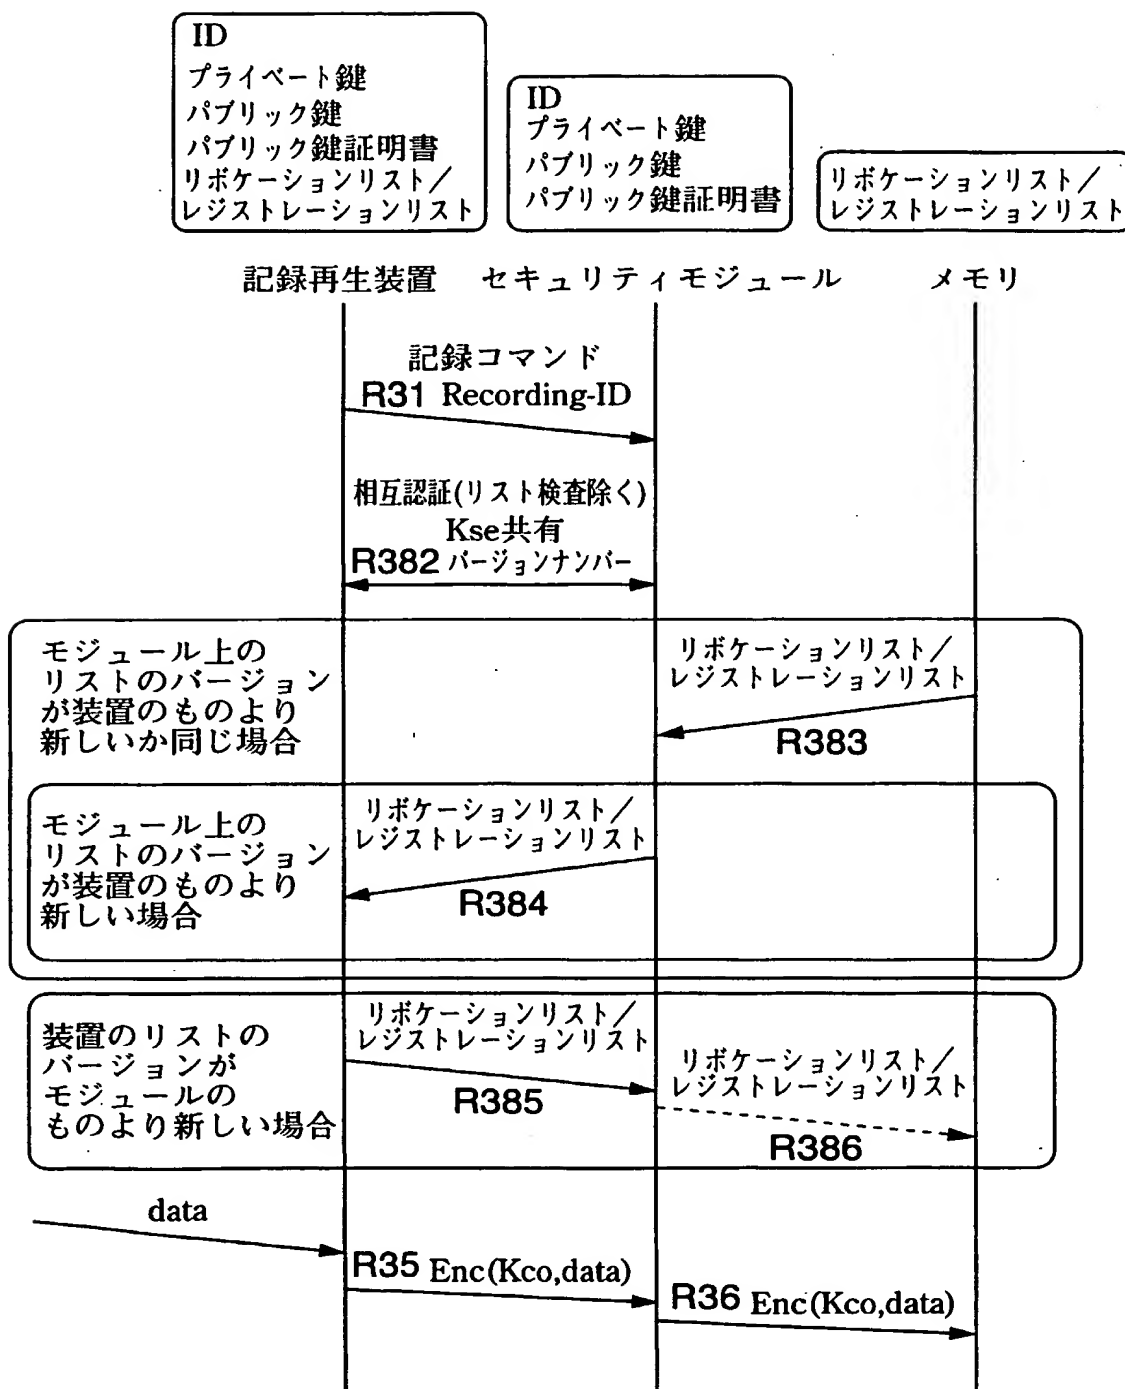 ID
プライベート鍵
パブリック鍵
パブリック鍵証明書
リボケーションリスト/
レジストレーションリスト
ID
プライベート鍵
パブリック鍵
パブリック鍵証明書
リボケーションリスト/
レジストレーションリスト
記録再生装置 セキュリティモジュール メモリ
記録コマンド
R31 Recording-ID
相互認証(リスト検査除く)
Kse共有
R382 バージョンナンバー
モジュール上の
リストのバージョン
が装置のものより
新しいか同じ場合
リボケーションリスト/
レジストレーションリスト
R383
モジュール上の
リストのバージョン
が装置のものより
新しい場合
リボケーションリスト/
レジストレーションリスト
R384
装置のリストの
バージョンが
モジュールの
ものより新しい場合
リボケーションリスト/
レジストレーションリスト
R385
リボケーションリスト/
レジストレーションリスト
R386
data
R35 Enc(Kco,data)
R36 Enc(Kco,data)